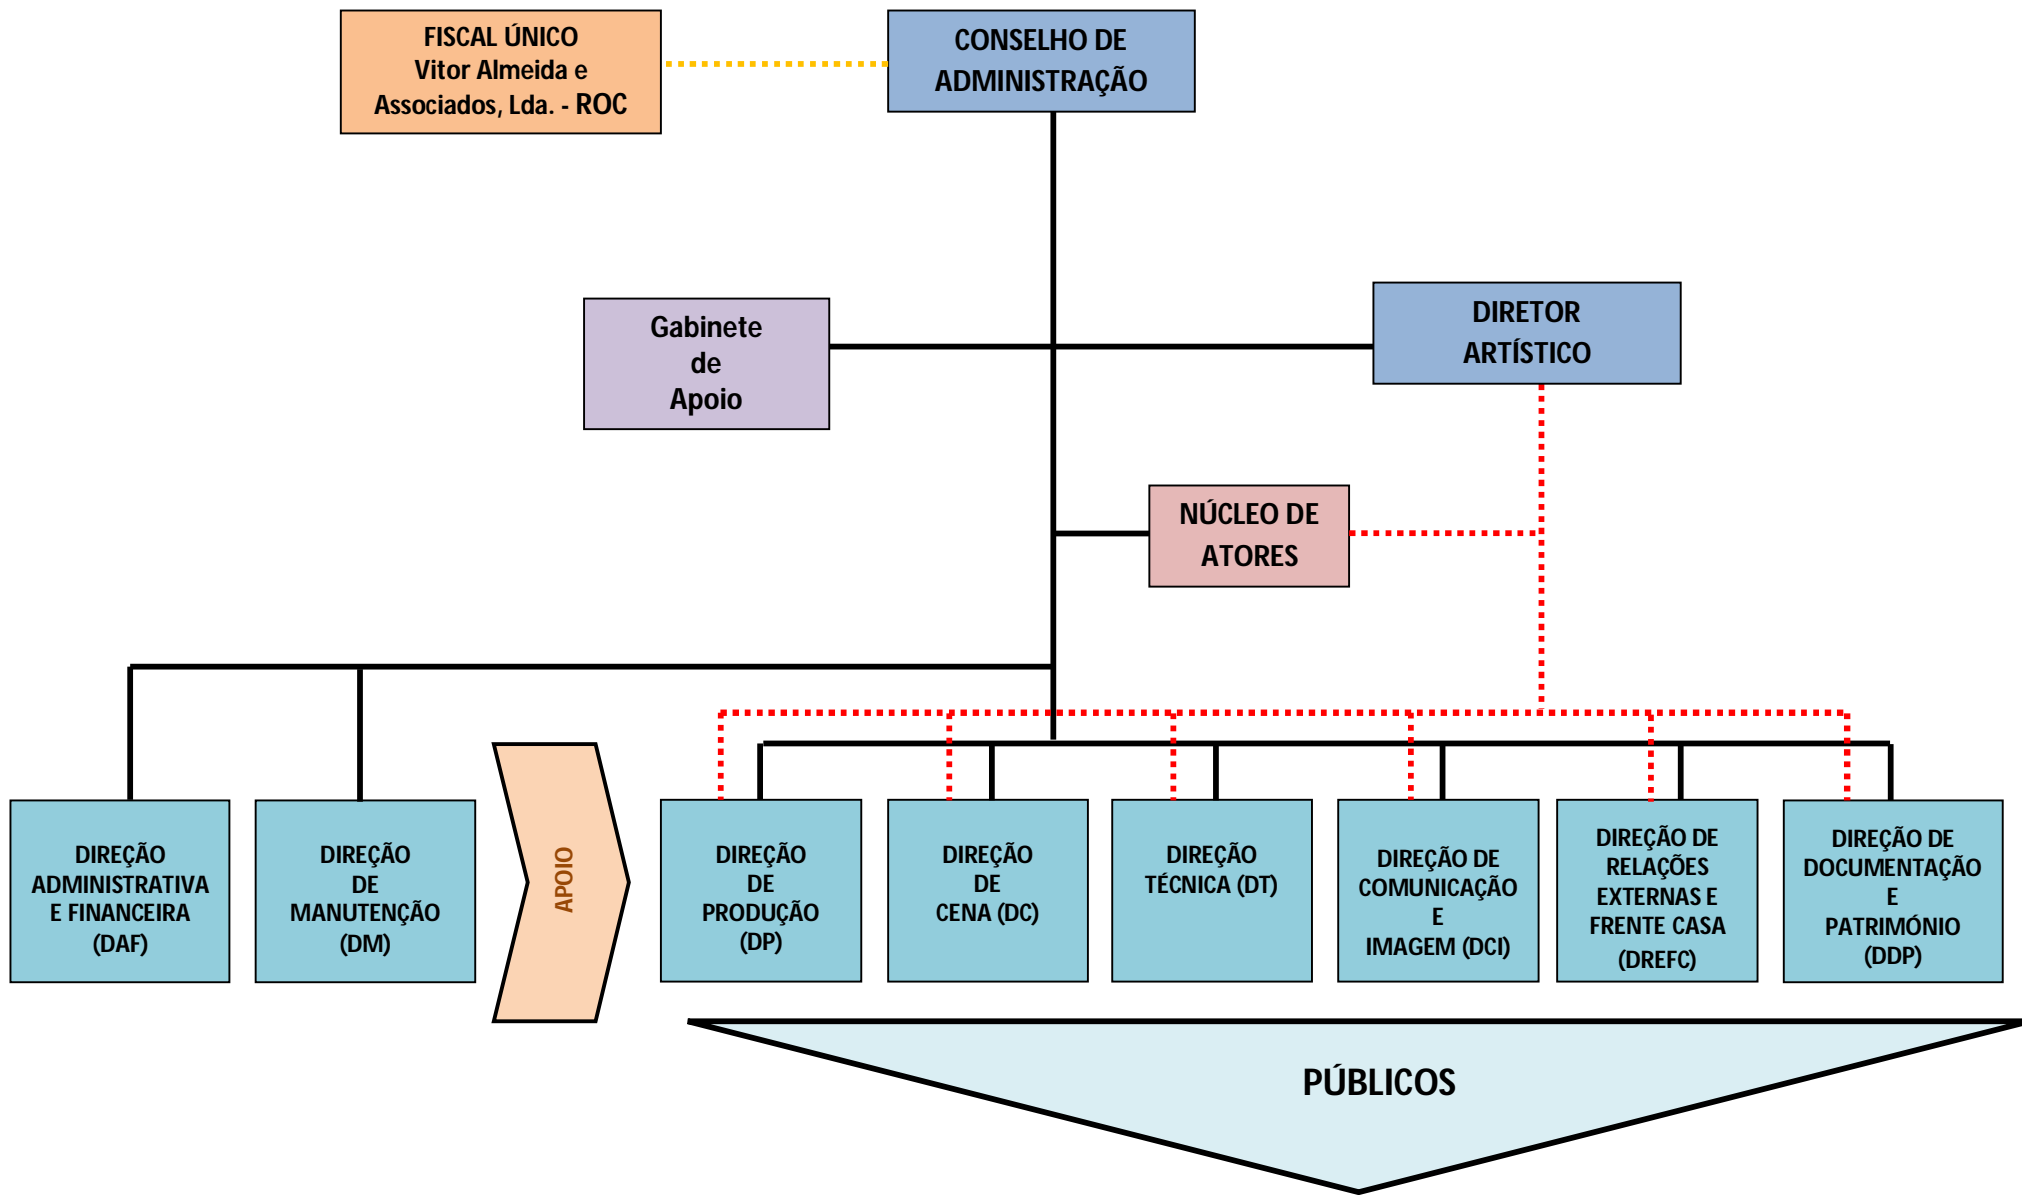 FISCAL ÚNICO
Vitor Almeida e
Associados, Lda. - ROC
CONSELHO DE
ADMINISTRAÇÃO
Gabinete
de
Apoio
DIRETOR
ARTÍSTICO
NÚCLEO DE
ATORES
DIREÇÃO
ADMINISTRATIVA
E FINANCEIRA
(DAF)
DIREÇÃO
DE
MANUTENÇÃO
(DM)
APOIO
DIREÇÃO
DE
PRODUÇÃO
(DP)
DIREÇÃO
DE
CENA (DC)
DIREÇÃO
TÉCNICA (DT)
DIREÇÃO DE
COMUNICAÇÃO
E
IMAGEM (DCI)
DIREÇÃO DE
RELAÇÕES
EXTERNAS E
FRENTE CASA
(DREFC)
DIREÇÃO DE
DOCUMENTAÇÃO
E
PATRIMÓNIO
(DDP)
PÚBLICOS